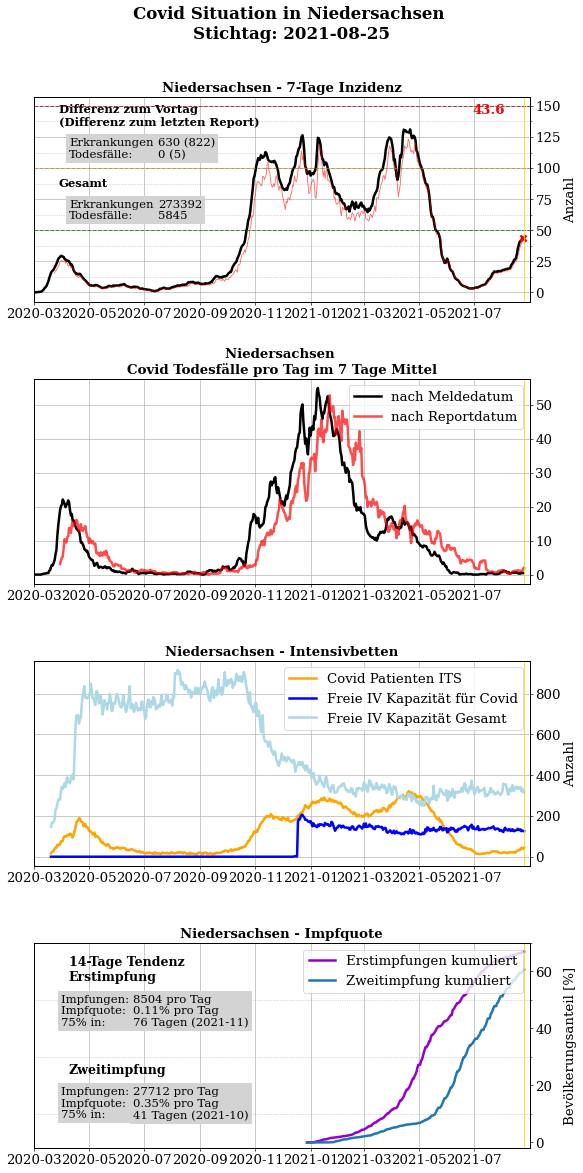 Covid Situation in Niedersachsen
Stichtag: 2021-08-25
Niedersachsen - 7-Tage Inzidenz
Differenz zum Vortag
(Differenz zum letzten Report)
Erkrankungen 630 (822)
Todesfälle: 0 (5)
Gesamt
Erkrankungen 273392
Todesfälle: 5845
43.6
150
125
100
75
50
25
0
Anzahl
2020-03 2020-05 2020-07 2020-09 2020-11 2021-01 2021-03 2021-05 2021-07
Niedersachsen
Covid Todesfälle pro Tag im 7 Tage Mittel
nach Meldedatum
nach Reportdatum
50
40
30
20
10
0
2020-03 2020-05 2020-07 2020-09 2020-11 2021-01 2021-03 2021-05 2021-07
Niedersachsen - Intensivbetten
Covid Patienten ITS
Freie IV Kapazität für Covid
Freie IV Kapazität Gesamt
800
600
400
200
0
Anzahl
2020-03 2020-05 2020-07 2020-09 2020-11 2021-01 2021-03 2021-05 2021-07
Niedersachsen - Impfquote
14-Tage Tendenz
Erstimpfung
Impfungen: 8504 pro Tag
Impfquote: 0.11% pro Tag
75% in: 76 Tagen (2021-11)
Zweitimpfung
Impfungen: 27712 pro Tag
Impfquote: 0.35% pro Tag
75% in: 41 Tagen (2021-10)
Erstimpfungen kumuliert
Zweitimpfung kumuliert
60
40
20
0
Bevölkerungsanteil [%]
2020-03 2020-05 2020-07 2020-09 2020-11 2021-01 2021-03 2021-05 2021-07